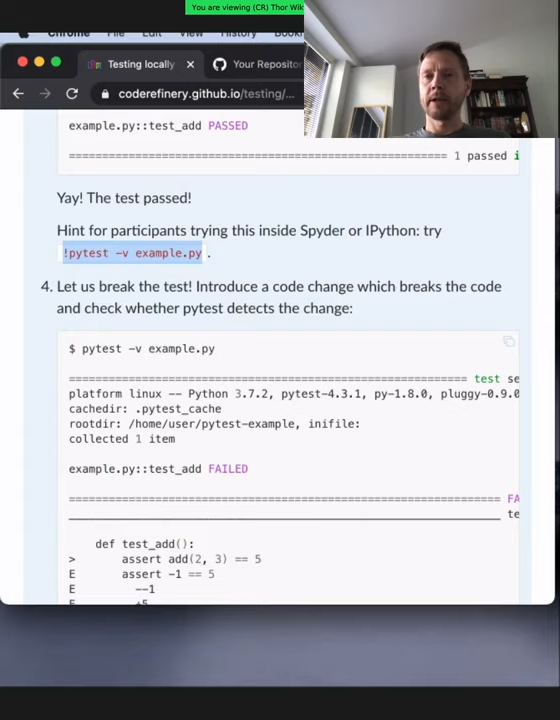 You are viewing (CR) Thor Wik
Chrome File Edit View History Book
Testing locally
Your Reposito
coderefinery.github.io/testing/...
example.py::test_add PASSED
============================================== 1 passed i
Yay! The test passed!
Hint for participants trying this inside Spyder or IPython: try
!pytest -v example.py .
4. Let us break the test! Introduce a code change which breaks the code
and check whether pytest detects the change:
$ pytest -v example.py
================================================ test se
platform linux -- Python 3.7.2, pytest-4.3.1, py-1.8.0, pluggy-0.9.0
cachedir: .pytest_cache
rootdir: /home/user/pytest-example, inifile:
collected 1 item
example.py::test_add FAILED
===================================================== FA
_____________________________________________________ te
def test_add():
> assert add(2, 3) == 5
E assert -1 == 5
E --1
E +5